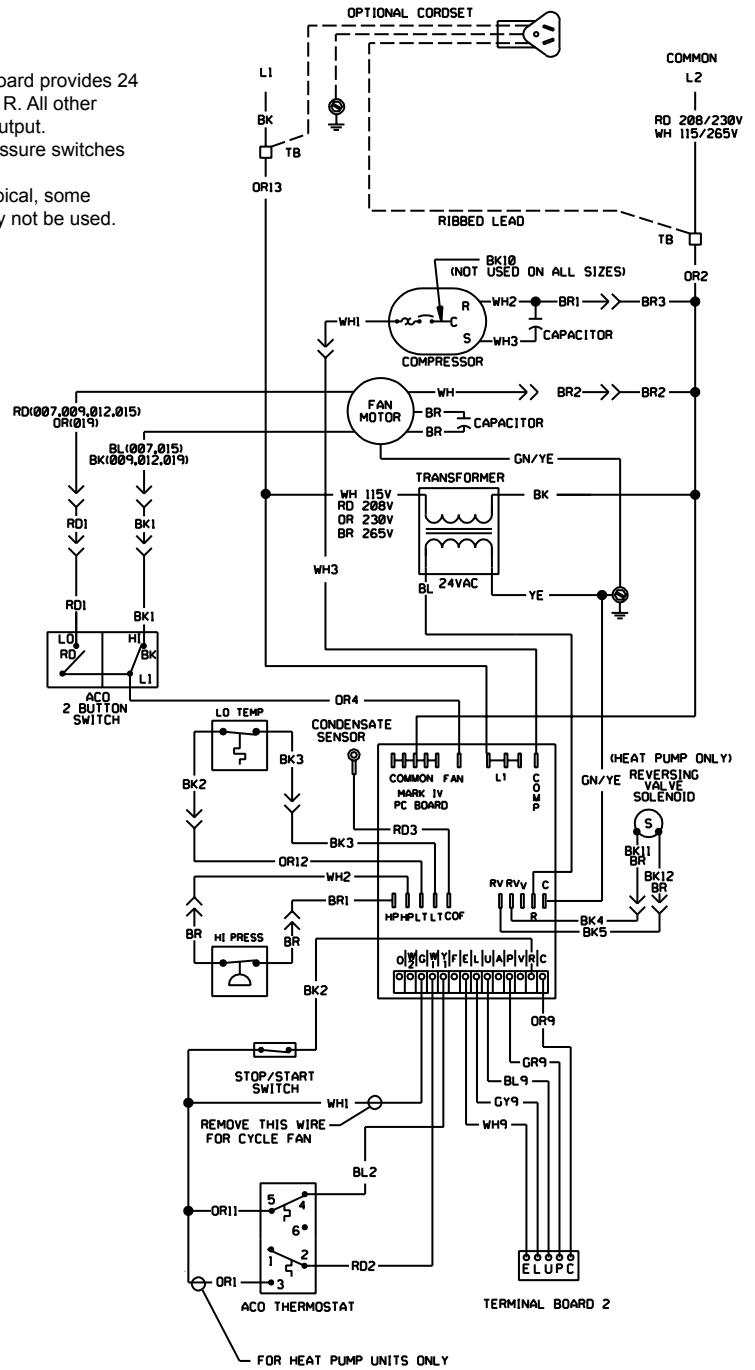 OPTIONAL CORDSET
oard provides 24
R. All other
utput.
ssure switches
pical, some
y not be used.
L1
BK
TB
OR13
COMMON
L2
RD 208/230V
WH 115/265V
RIBBED LEAD
TB
OR2
BK10
(NOT USED ON ALL SIZES)
WH1
R
C
S
WH2
BR1
BR3
WH3
CAPACITOR
COMPRESSOR
RD(007,009,012,015)
OR(019)
BL(007,015)
BK(009,012,019)
FAN
MOTOR
WH
BR2
BR2
BR
BR
CAPACITOR
GN/YE
TRANSFORMER
WH 115V
RD 208V
OR 230V
BR 265V
BK
24VAC
BL
YE
RD1
BK1
WH3
RD1
BK1
LO
RD
HI
BK
L1
ACO
2 BUTTON
SWITCH
OR4
LO TEMP
CONDENSATE
SENSOR
BK2
BK3
COMMON
FAN
L1
COMP
MARK IV
PC BOARD
GN/YE
(HEAT PUMP ONLY)
REVERSING
VALVE
SOLENOID
S
RD3
BK3
OR12
WH2
BR1
BK11
BR
BK12
BR
RV RV V C
R
BK4
BK5
HP HP LT LT COF
BR
BR
HI PRESS
O W2 G W1 Y1 F E L U A P V R1 C
BK2
OR9
GR9
BL9
GY9
WH9
STOP/START
SWITCH
WH1
REMOVE THIS WIRE
FOR CYCLE FAN
BL2
OR11
5
4
6
1
2
3
RD2
OR1
ACO THERMOSTAT
E L U P C
TERMINAL BOARD 2
FOR HEAT PUMP UNITS ONLY